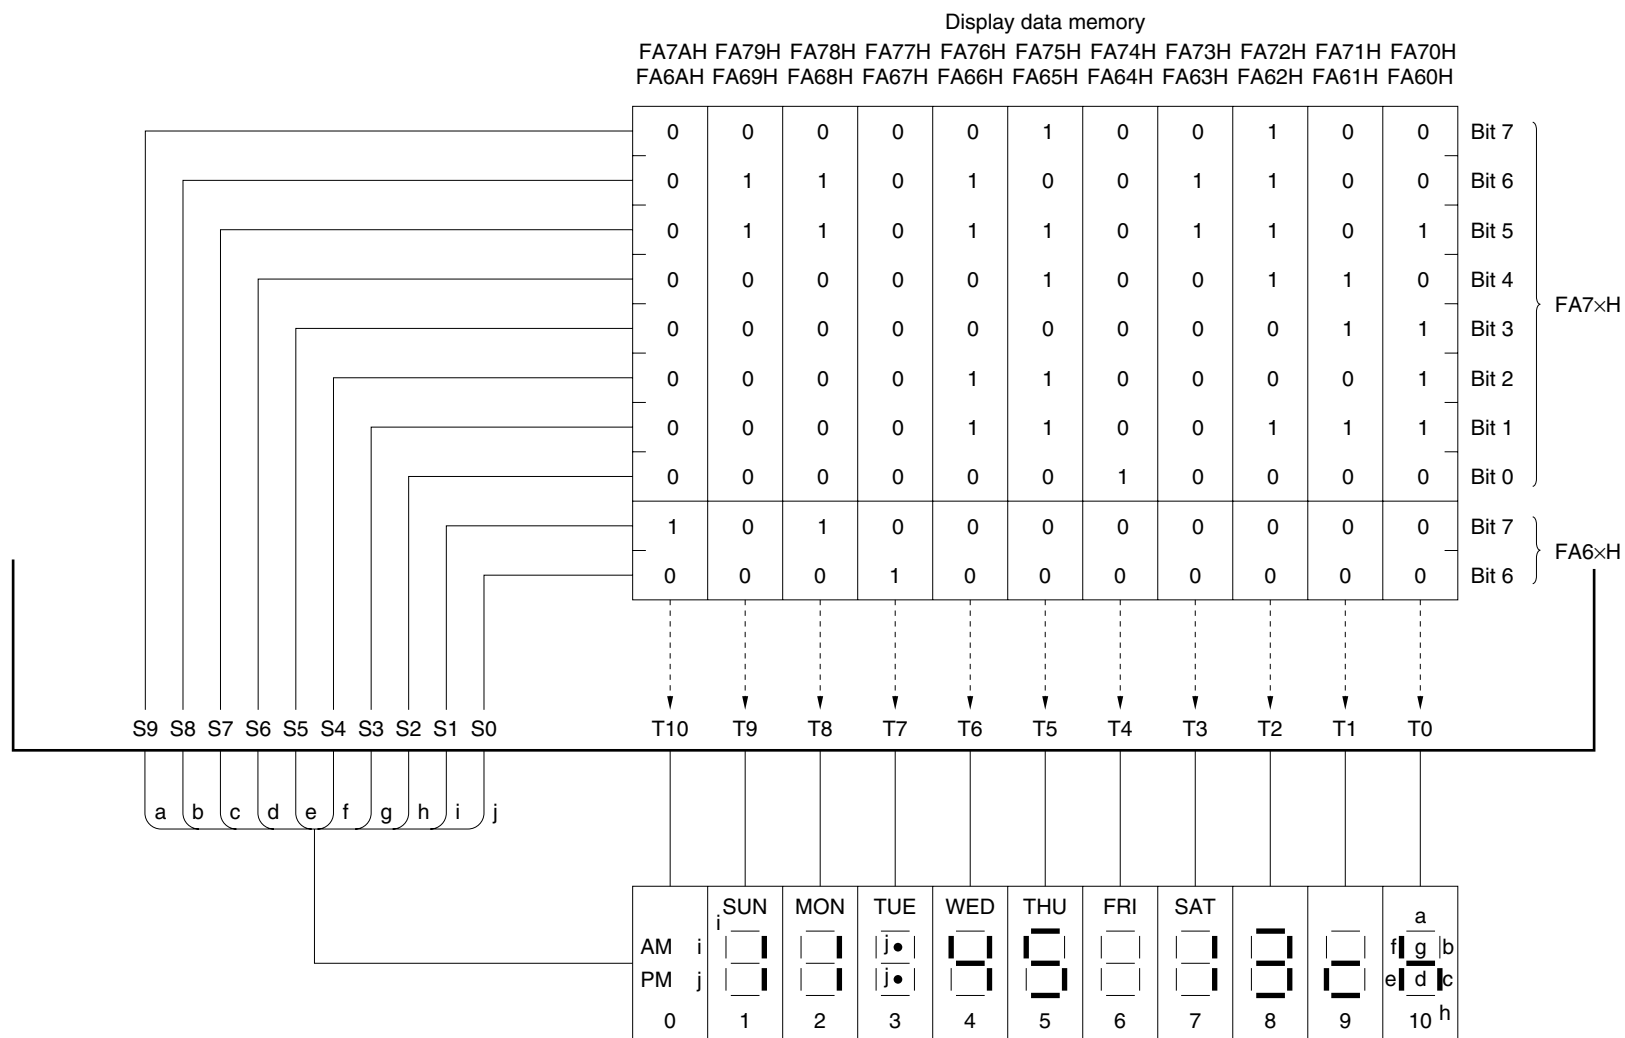 Display data memory
FA7AH FA79H FA78H FA77H FA76H FA75H FA74H FA73H FA72H FA71H FA70H
FA6AH FA69H FA68H FA67H FA66H FA65H FA64H FA63H FA62H FA61H FA60H
0 0 0 0 0 1 0 0 1 0 0 Bit 7
0 1 1 0 1 0 0 1 1 0 0 Bit 6
0 1 1 0 1 1 0 1 1 0 1 Bit 5
0 0 0 0 0 1 0 0 1 1 0 Bit 4
FA7×H
0 0 0 0 0 0 0 0 0 1 1 Bit 3
0 0 0 0 1 1 0 0 0 0 1 Bit 2
0 0 0 0 1 1 0 0 1 1 1 Bit 1
0 0 0 0 0 0 1 0 0 0 0 Bit 0
1 0 1 0 0 0 0 0 0 0 0 Bit 7
FA6×H
0 0 0 1 0 0 0 0 0 0 0 Bit 6
S9 S8 S7 S6 S5 S4 S3 S2 S1 S0 T10 T9 T8 T7 T6 T5 T4 T3 T2 T1 T0
a b c d e f g h i j
SUN MON TUE WED THU FRI SAT
i
a
AM i j f g b
PM j j e d c
0 1 2 3 4 5 6 7 8 9 10 h